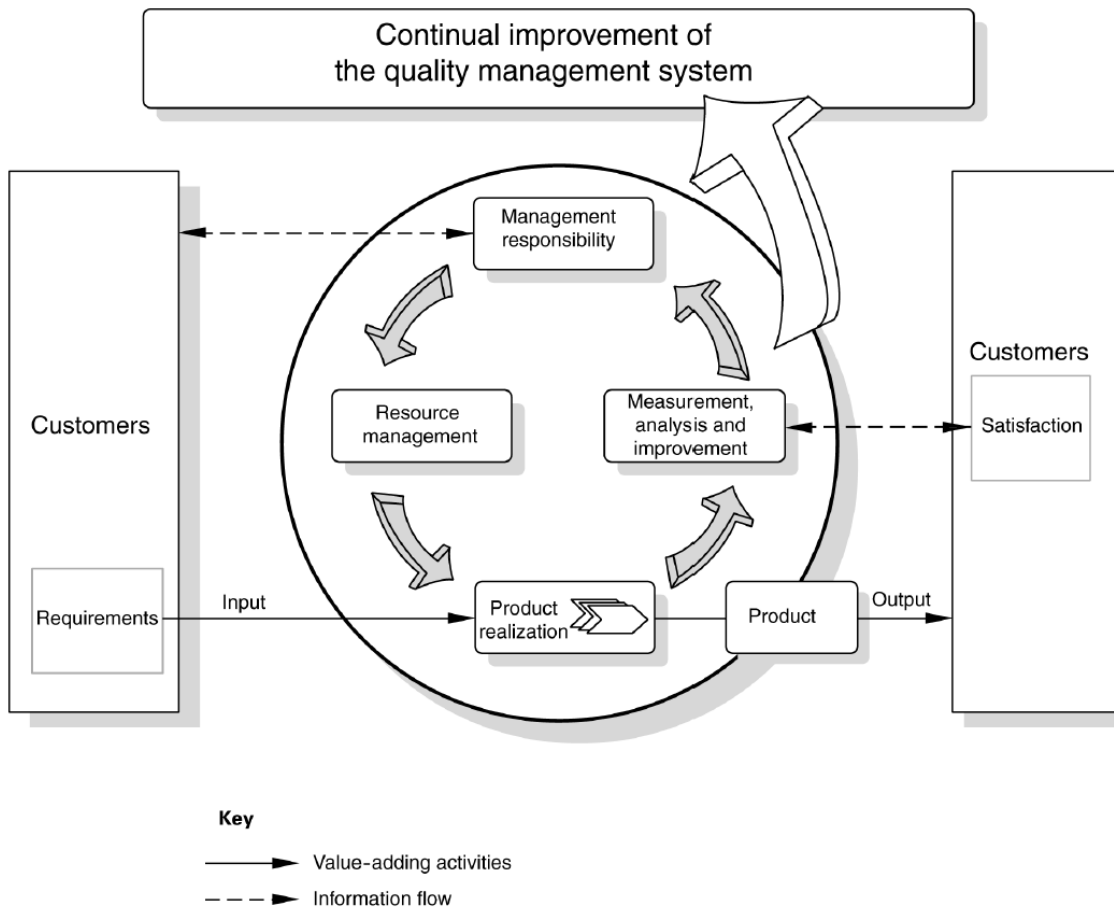 Continual improvement of
the quality management system
Management
responsibility
Customers
Resource
management
Measurement,
analysis and
improvement
Customers
Satisfaction
Requirements
Input
Product
realization
Product
Output
Key
Value-adding activities
Information flow